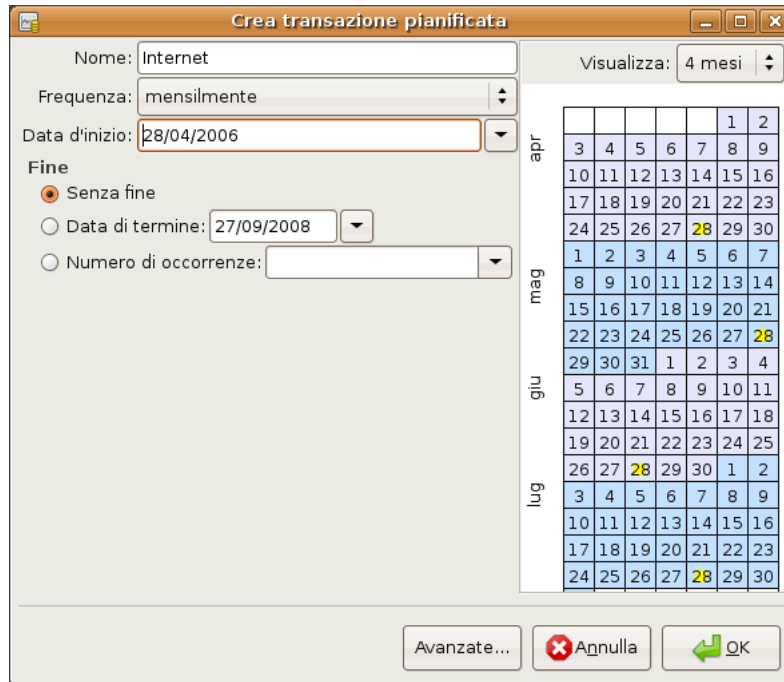 Crea transazione pianificata
Nome: Internet
Frequenza: mensilmente
Data d'inizio: 28/04/2006
Fine
Senza fine
Data di termine: 27/09/2008
Numero di occorrenze:
Visualizza: 4 mesi
apr
1 2
3 4 5 6 7 8 9
10 11 12 13 14 15 16
17 18 19 20 21 22 23
24 25 26 27 28 29 30
mag
1 2 3 4 5 6 7
8 9 10 11 12 13 14
15 16 17 18 19 20 21
22 23 24 25 26 27 28
29 30 31 1 2 3 4
giu
5 6 7 8 9 10 11
12 13 14 15 16 17 18
19 20 21 22 23 24 25
26 27 28 29 30 1 2
lug
3 4 5 6 7 8 9
10 11 12 13 14 15 16
17 18 19 20 21 22 23
24 25 26 27 28 29 30
Avanzate...
Annulla
OK